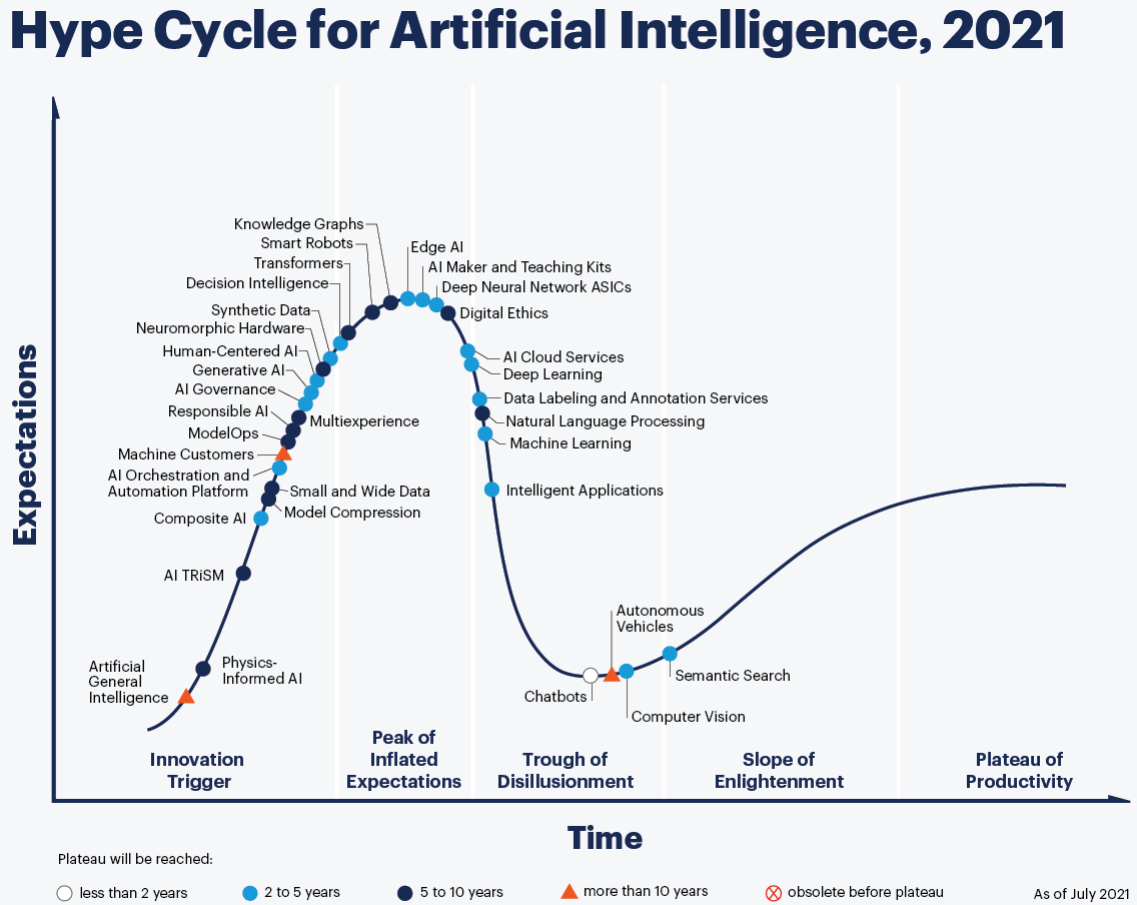 Hype Cycle for Artificial Intelligence, 2021
Expectations
Knowledge Graphs
Smart Robots
Transformers
Decision Intelligence
Synthetic Data
Neuromorphic Hardware
Human-Centered AI
Generative AI
AI Governance
Responsible AI
Multiexperience
ModelOps
Machine Customers
AI Orchestration and
Automation Platform
Small and Wide Data
Model Compression
Composite AI
AI TRiSM
Physics-
Informed AI
Artificial
General
Intelligence
Edge AI
AI Maker and Teaching Kits
Deep Neural Network ASICs
Digital Ethics
AI Cloud Services
Deep Learning
Data Labeling and Annotation Services
Natural Language Processing
Machine Learning
Intelligent Applications
Autonomous
Vehicles
Chatbots
Semantic Search
Computer Vision
Innovation
Trigger
Peak of
Inflated
Expectations
Trough of
Disillusionment
Slope of
Enlightenment
Plateau of
Productivity
Time
Plateau will be reached:
less than 2 years
2 to 5 years
5 to 10 years
more than 10 years
obsolete before plateau
As of July 2021